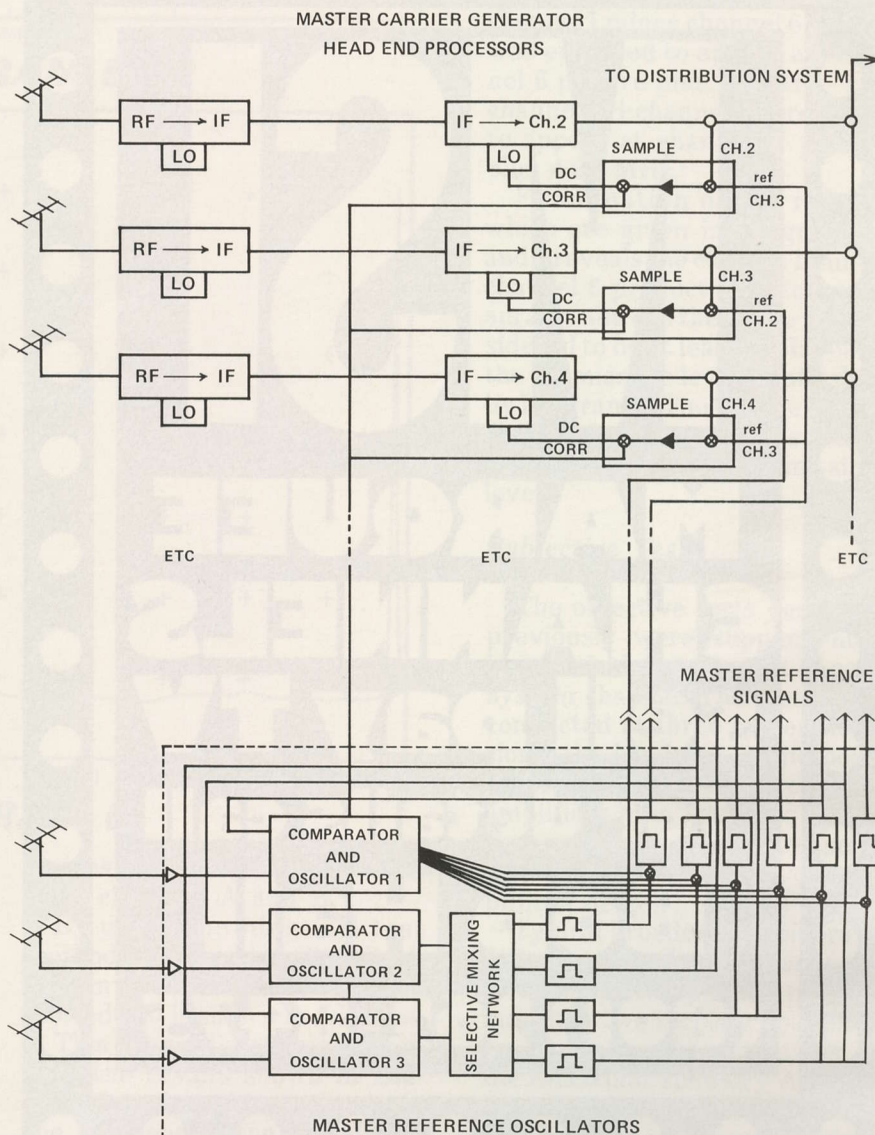 MASTER CARRIER GENERATOR
HEAD END PROCESSORS
TO DISTRIBUTION SYSTEM
RF → IF
LO
IF → Ch.2
LO
DC
CORR
SAMPLE
CH.2
ref
CH.3
RF → IF
LO
IF → Ch.3
LO
DC
CORR
SAMPLE
CH.3
ref
CH.2
RF → IF
LO
IF → Ch.4
LO
DC
CORR
SAMPLE
CH.4
ref
CH.3
ETC
ETC
ETC
MASTER REFERENCE
SIGNALS
COMPARATOR
AND
OSCILLATOR 1
COMPARATOR
AND
OSCILLATOR 2
COMPARATOR
AND
OSCILLATOR 3
SELECTIVE MIXING
NETWORK
MASTER REFERENCE OSCILLATORS